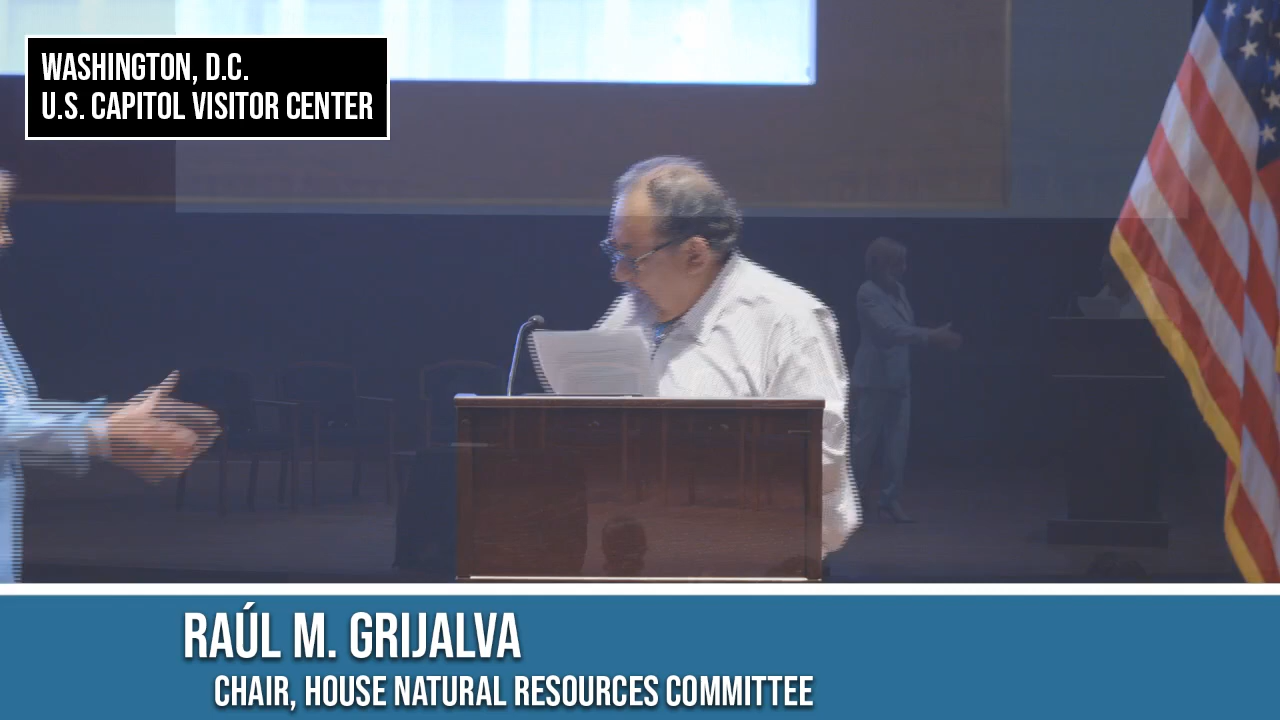 WASHINGTON, D.C.
U.S. CAPITOL VISITOR CENTER
RAÚL M. GRIJALVA
CHAIR, HOUSE NATURAL RESOURCES COMMITTEE